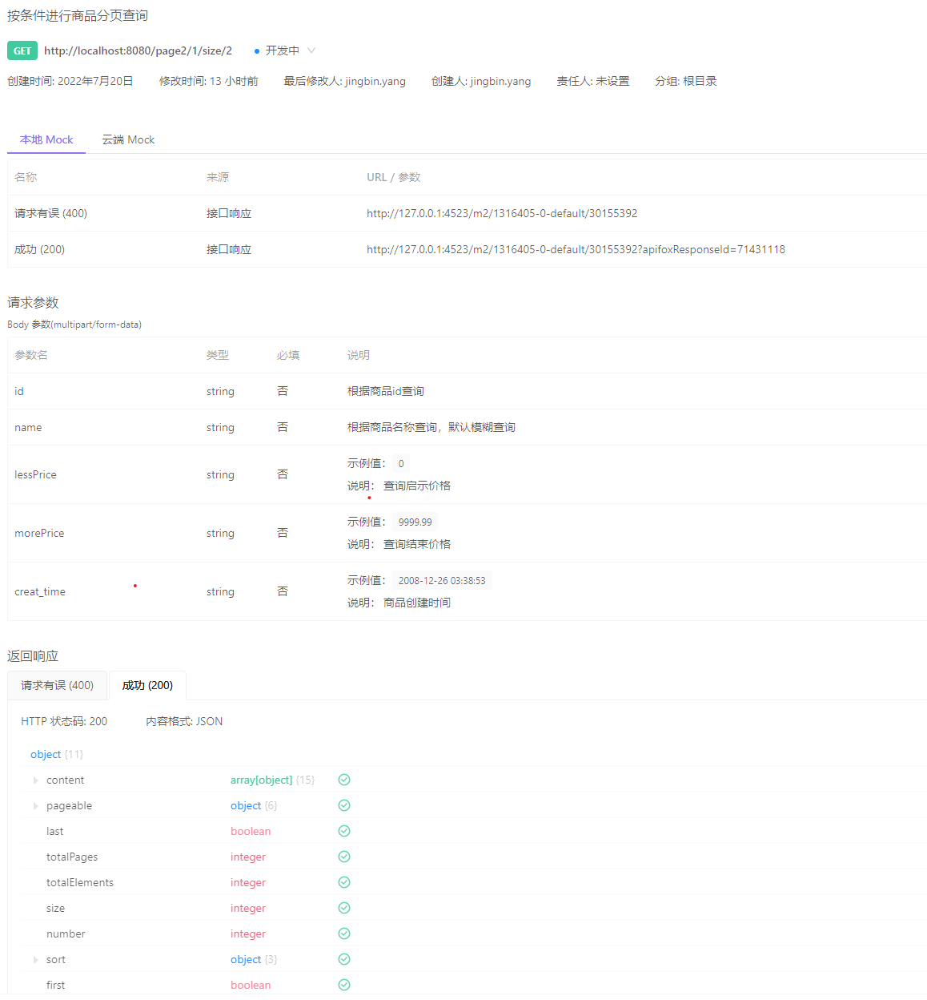 按条件进行商品分页查询
GET http://localhost:8080/page2/1/size/2 开发中
创建时间: 2022年7月20日 修改时间: 13 小时前 最后修改人: jingbin.yang 创建人: jingbin.yang 责任人: 未设置 分组: 根目录
本地 Mock 云端 Mock
名称 来源 URL / 参数
请求有误 (400) 接口响应 http://127.0.0.1:4523/m2/1316405-0-default/30155392
成功 (200) 接口响应 http://127.0.0.1:4523/m2/1316405-0-default/30155392?apifoxResponseId=71431118
请求参数
Body 参数(multipart/form-data)
参数名 类型 必填 说明
id string 否 根据商品id查询
name string 否 根据商品名称查询，默认模糊查询
lessPrice string 否 示例值： 0
说明： 查询启示价格
morePrice string 否 示例值： 9999.99
说明： 查询结束价格
creat_time string 否 示例值： 2008-12-26 03:38:53
说明： 商品创建时间
返回响应
请求有误 (400) 成功 (200)
HTTP 状态码: 200 内容格式: JSON
object {11}
content array[object] {15}
pageable object {6}
last boolean
totalPages integer
totalElements integer
size integer
number integer
sort object {3}
first boolean